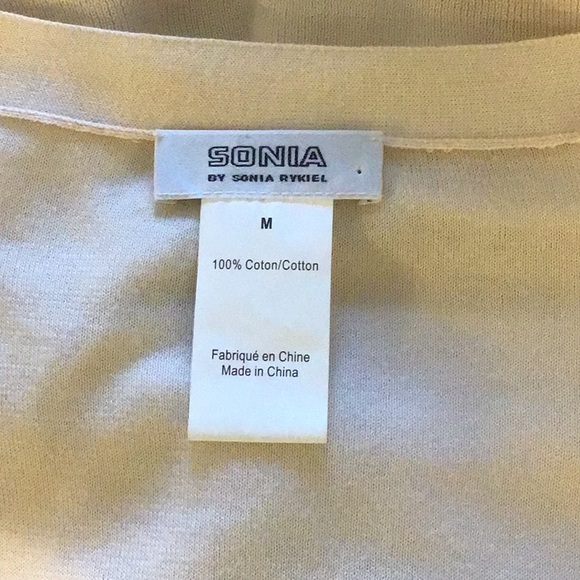 SONIA
BY SONIA RYKIEL
M
100% Coton/Cotton
Fabriqué en Chine
Made in China